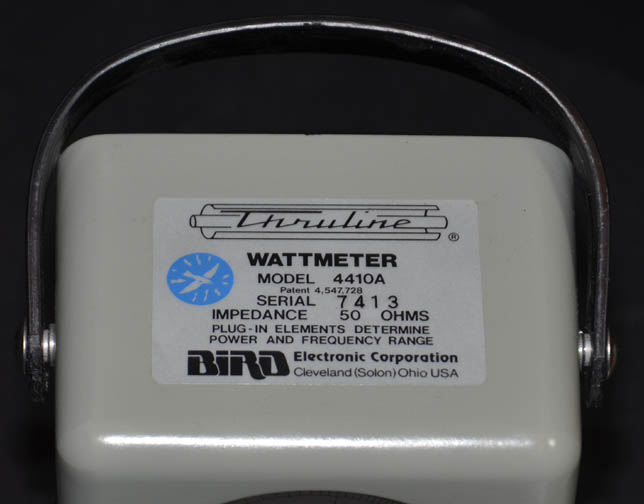 Thruline ®
WATTMETER
MODEL 4410A
Patent 4,547,728
SERIAL 7413
IMPEDANCE 50 OHMS
PLUG-IN ELEMENTS DETERMINE
POWER AND FREQUENCY RANGE
BIRD Electronic Corporation
Cleveland (Solon) Ohio USA